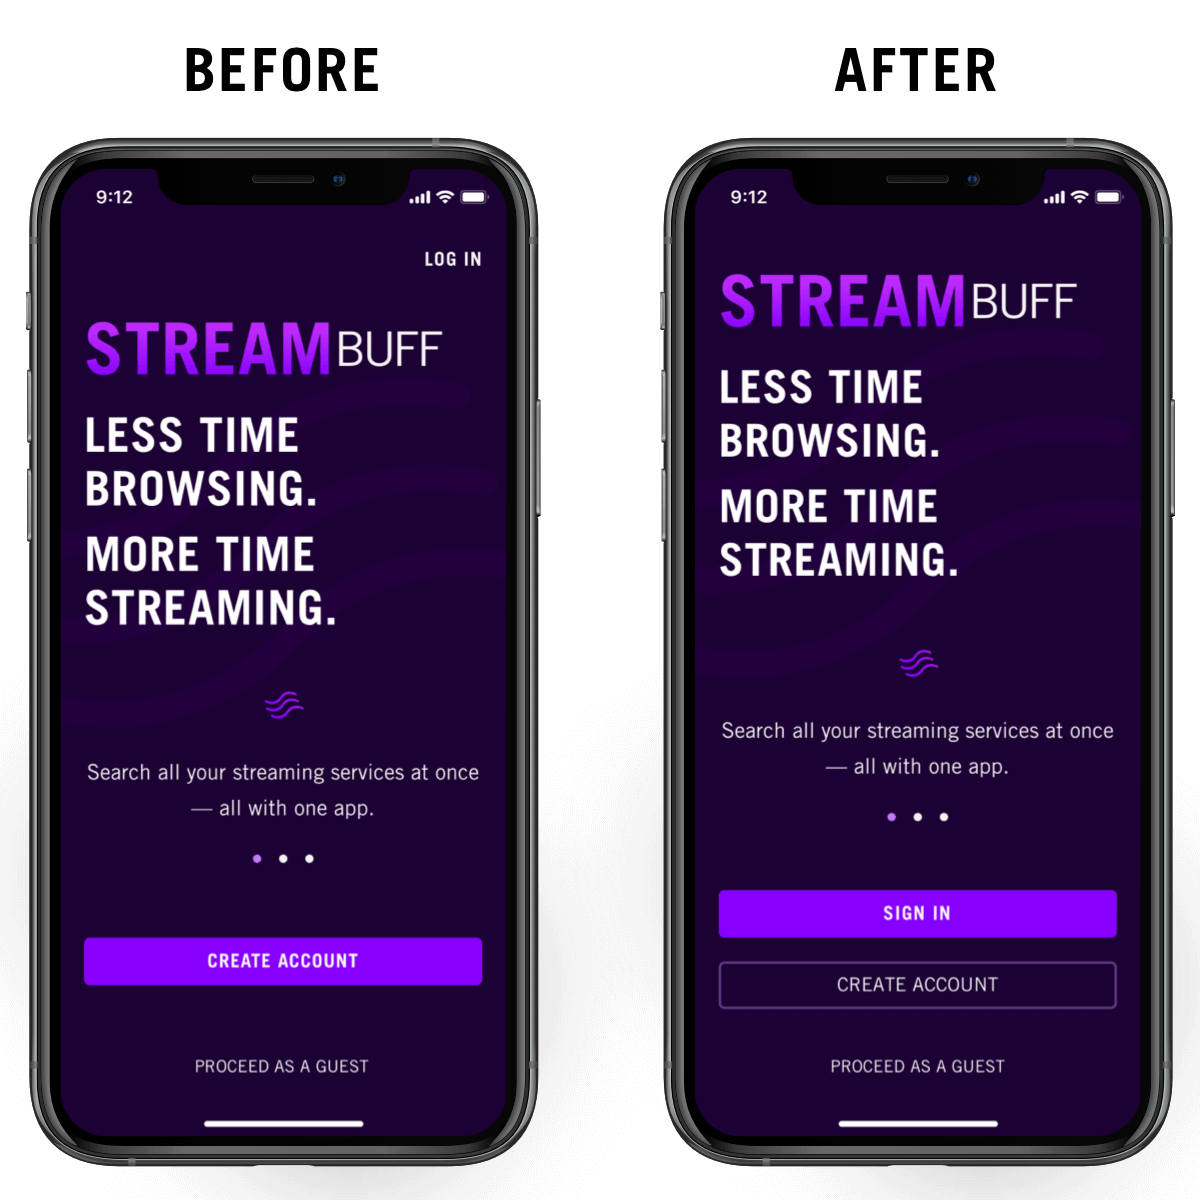 BEFORE
9:12
LOG IN
STREAMBUFF
LESS TIME
BROWSING.
MORE TIME
STREAMING.
Search all your streaming services at once
— all with one app.
CREATE ACCOUNT
PROCEED AS A GUEST
AFTER
9:12
STREAMBUFF
LESS TIME
BROWSING.
MORE TIME
STREAMING.
Search all your streaming services at once
— all with one app.
SIGN IN
CREATE ACCOUNT
PROCEED AS A GUEST